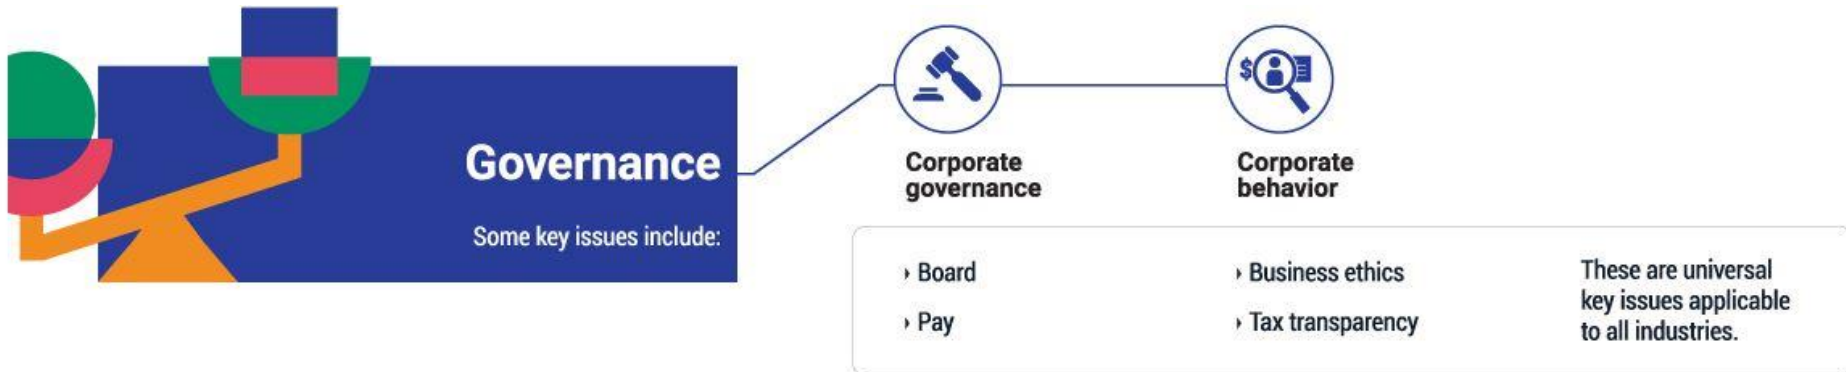 Governance
Some key issues include:
Corporate
governance
Corporate
behavior
$
› Board
› Pay
› Business ethics
› Tax transparency
These are universal
key issues applicable
to all industries.